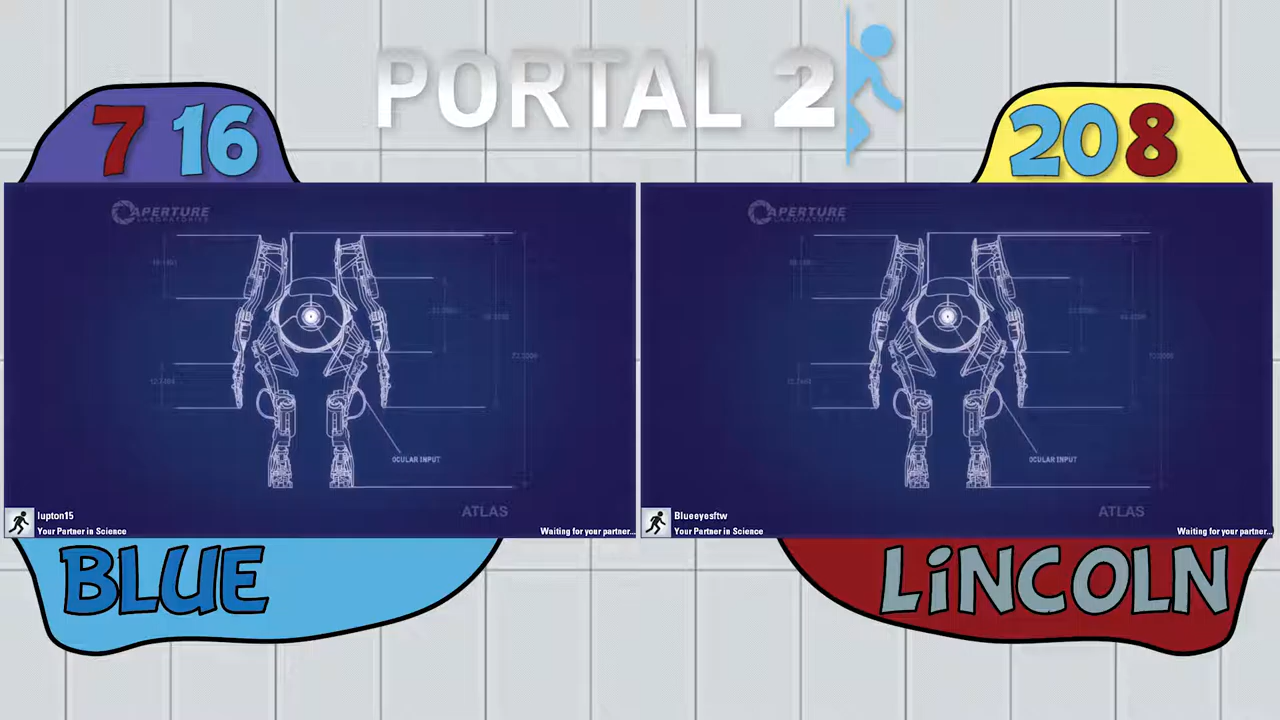 PORTAL 2
7 16
208
APERTURE
LABORATORIES
OCULAR INPUT
ATLAS
lupton15
Your Partner in Science
Waiting for your partner...
APERTURE
LABORATORIES
OCULAR INPUT
ATLAS
Blueeyesftw
Your Partner in Science
Waiting for your partner...
BLUE
LiNCOLN